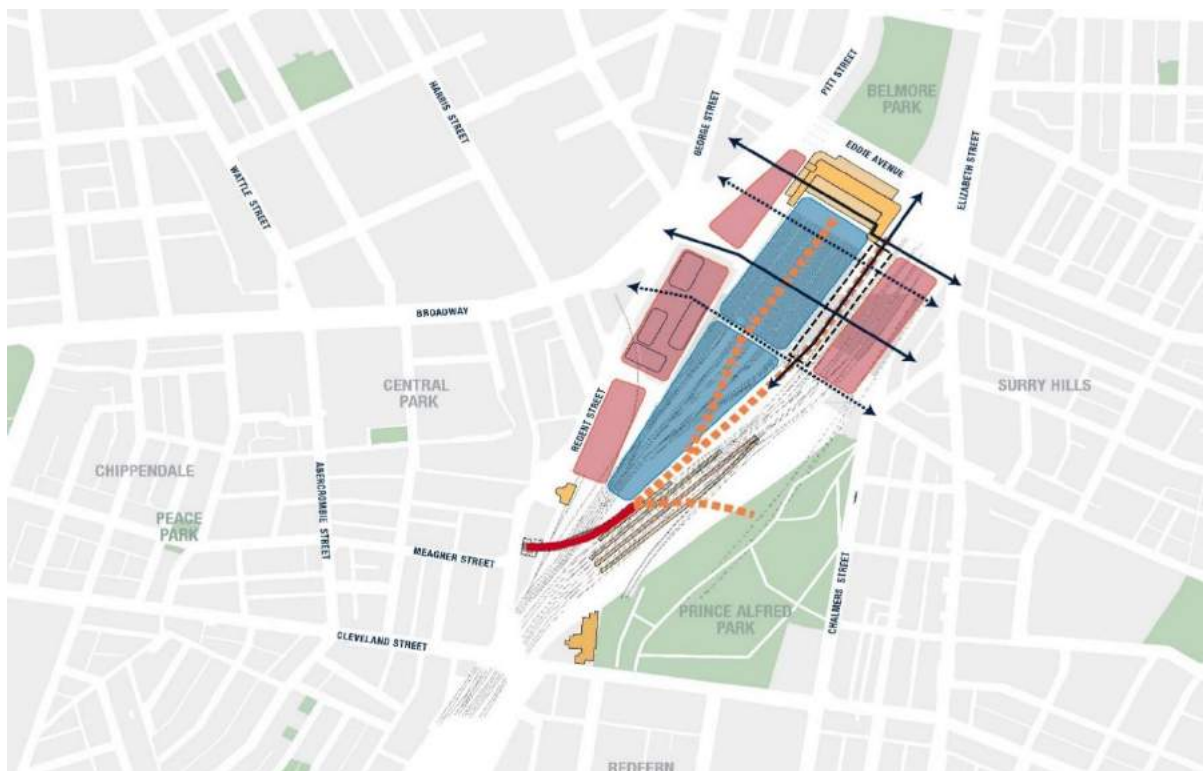 PITT STREET
BELMORE
PARK
HARRIS STREET
GEORGE STREET
EDDIE AVENUE
ELIZABETH STREET
WATTLE STREET
BROADWAY
CENTRAL
PARK
SURRY HILLS
REGENT STREET
CHIPPENDALE
ABERCROMBIE STREET
PEACE
PARK
MEAGHER STREET
CHALMERS STREET
PRINCE ALFRED
PARK
CLEVELAND STREET
REDFERN